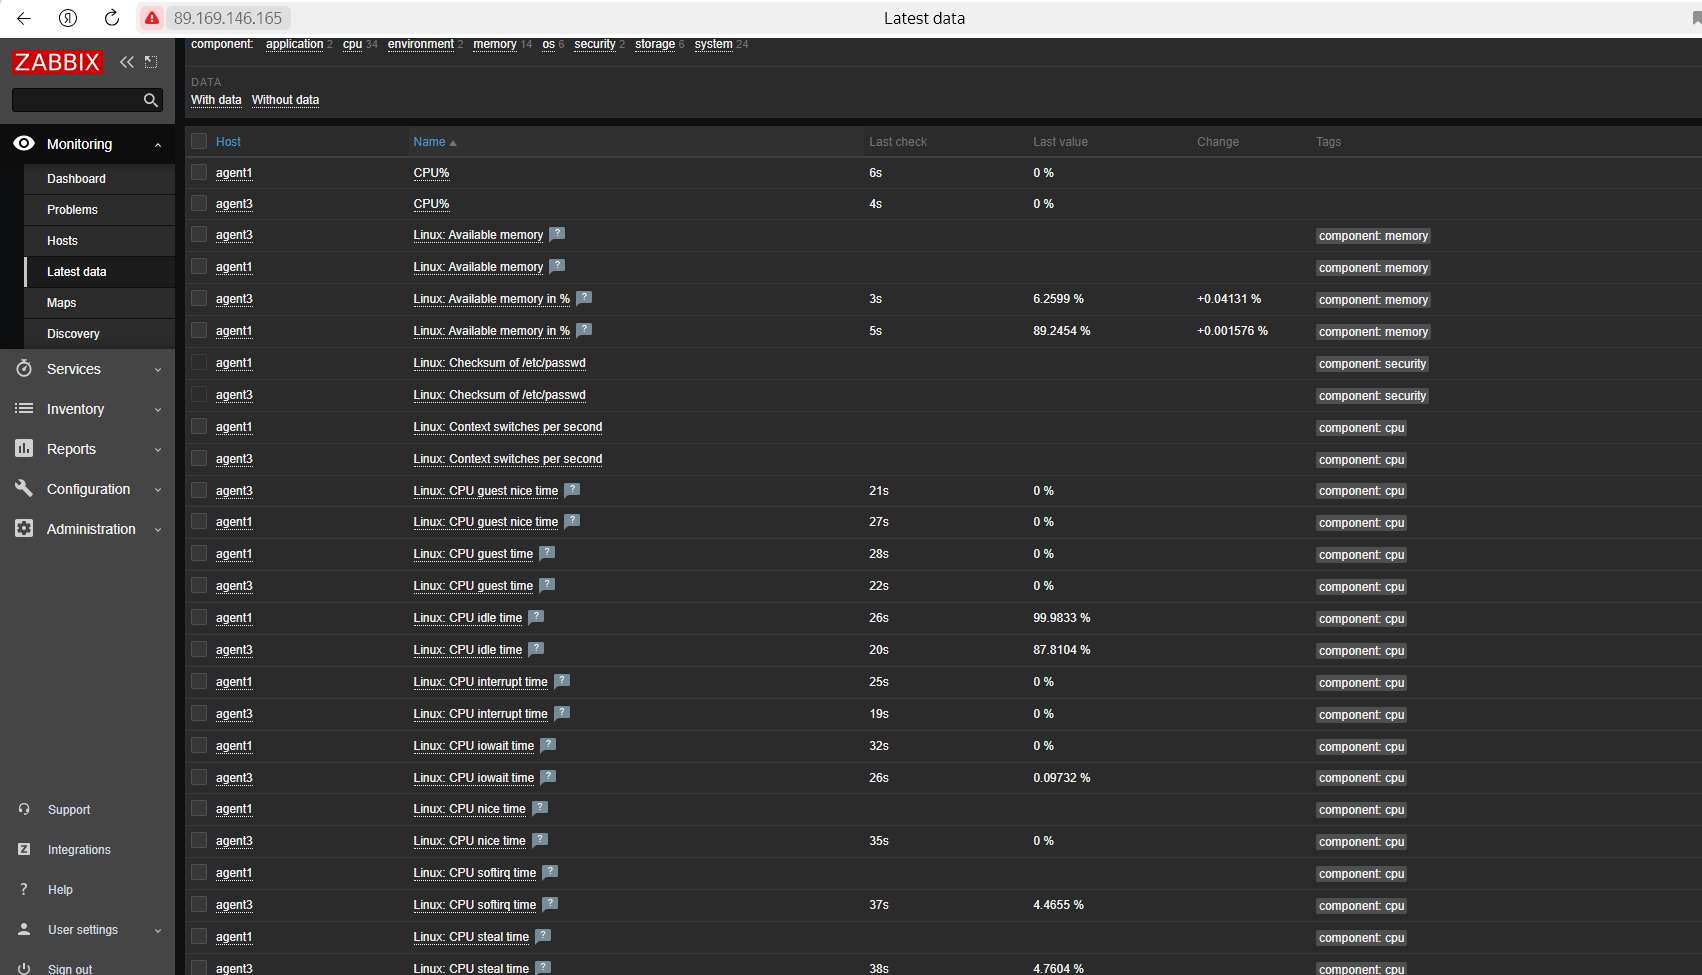 89.169.146.165
Latest data
ZABBIX
component: application 2 cpu 34 environment 2 memory 14 os 6 security 2 storage 6 system 24
DATA
With data Without data
Monitoring
Dashboard
Problems
Hosts
Latest data
Maps
Discovery
Services
Inventory
Reports
Configuration
Administration
Support
Integrations
Help
User settings
Sign out
Host Name Last check Last value Change Tags
agent1 CPU% 6s 0 %
agent3 CPU% 4s 0 %
agent3 Linux: Available memory ? component: memory
agent1 Linux: Available memory ? component: memory
agent3 Linux: Available memory in % ? 3s 6.2599 % +0.04131 % component: memory
agent1 Linux: Available memory in % ? 5s 89.2454 % +0.001576 % component: memory
agent1 Linux: Checksum of /etc/passwd component: security
agent3 Linux: Checksum of /etc/passwd component: security
agent1 Linux: Context switches per second component: cpu
agent3 Linux: Context switches per second component: cpu
agent3 Linux: CPU guest nice time ? 21s 0 % component: cpu
agent1 Linux: CPU guest nice time ? 27s 0 % component: cpu
agent1 Linux: CPU guest time ? 28s 0 % component: cpu
agent3 Linux: CPU guest time ? 22s 0 % component: cpu
agent1 Linux: CPU idle time ? 26s 99.9833 % component: cpu
agent3 Linux: CPU idle time ? 20s 87.8104 % component: cpu
agent1 Linux: CPU interrupt time ? 25s 0 % component: cpu
agent3 Linux: CPU interrupt time ? 19s 0 % component: cpu
agent1 Linux: CPU iowait time ? 32s 0 % component: cpu
agent3 Linux: CPU iowait time ? 26s 0.09732 % component: cpu
agent1 Linux: CPU nice time ? component: cpu
agent3 Linux: CPU nice time ? 35s 0 % component: cpu
agent1 Linux: CPU softirq time ? component: cpu
agent3 Linux: CPU softirq time ? 37s 4.4655 % component: cpu
agent1 Linux: CPU steal time ? component: cpu
agent3 Linux: CPU steal time ? 38s 4.7604 % component: cpu